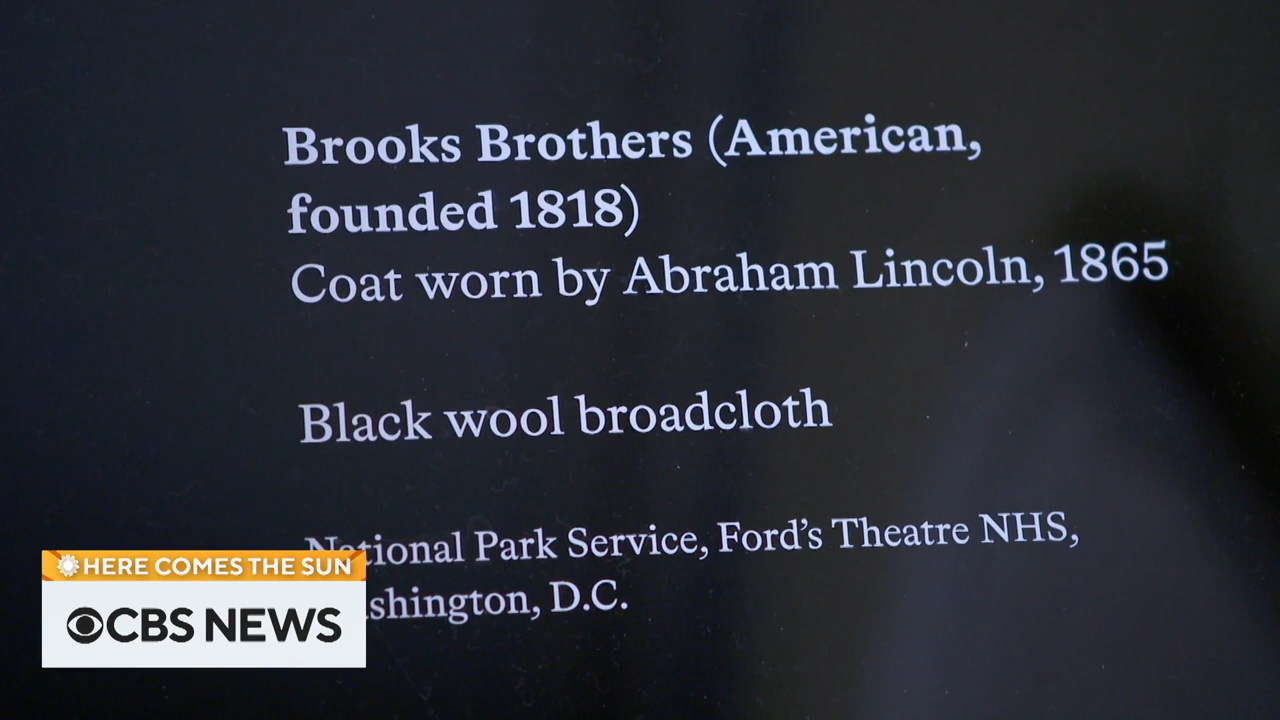 Brooks Brothers (American,
founded 1818)
Coat worn by Abraham Lincoln, 1865
Black wool broadcloth
National Park Service, Ford's Theatre NHS,
D.C.
HERE COMES THE SUN
CBS NEWS